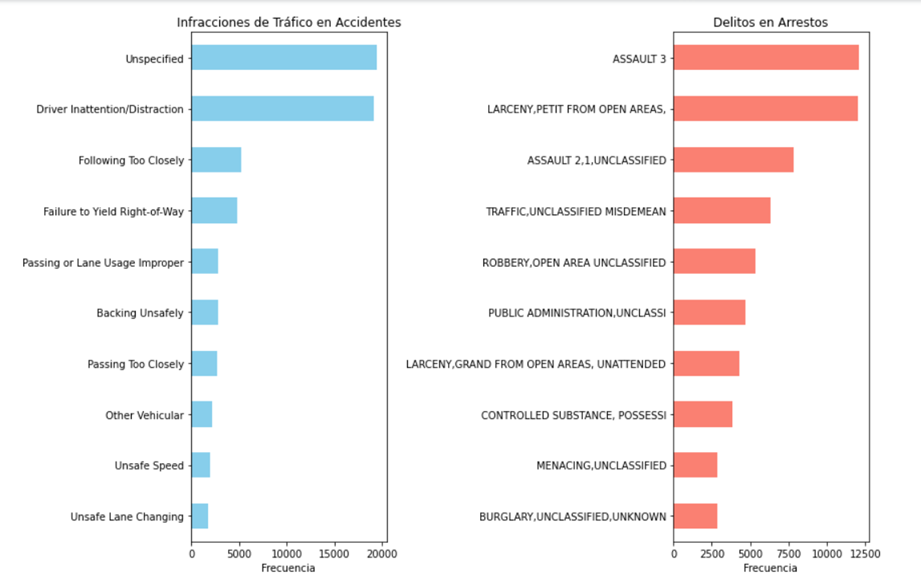 Infracciones de Tráfico en Accidentes
Unspecified
Driver Inattention/Distraction
Following Too Closely
Failure to Yield Right-of-Way
Passing or Lane Usage Improper
Backing Unsafely
Passing Too Closely
Other Vehicular
Unsafe Speed
Unsafe Lane Changing
0 5000 10000 15000 20000
Frecuencia
Delitos en Arrestos
ASSAULT 3
LARCENY,PETIT FROM OPEN AREAS,
ASSAULT 2,1,UNCLASSIFIED
TRAFFIC,UNCLASSIFIED MISDEMEAN
ROBBERY,OPEN AREA UNCLASSIFIED
PUBLIC ADMINISTRATION,UNCLASSI
LARCENY,GRAND FROM OPEN AREAS, UNATTENDED
CONTROLLED SUBSTANCE, POSSESSI
MENACING,UNCLASSIFIED
BURGLARY,UNCLASSIFIED,UNKNOWN
0 2500 5000 7500 10000 12500
Frecuencia